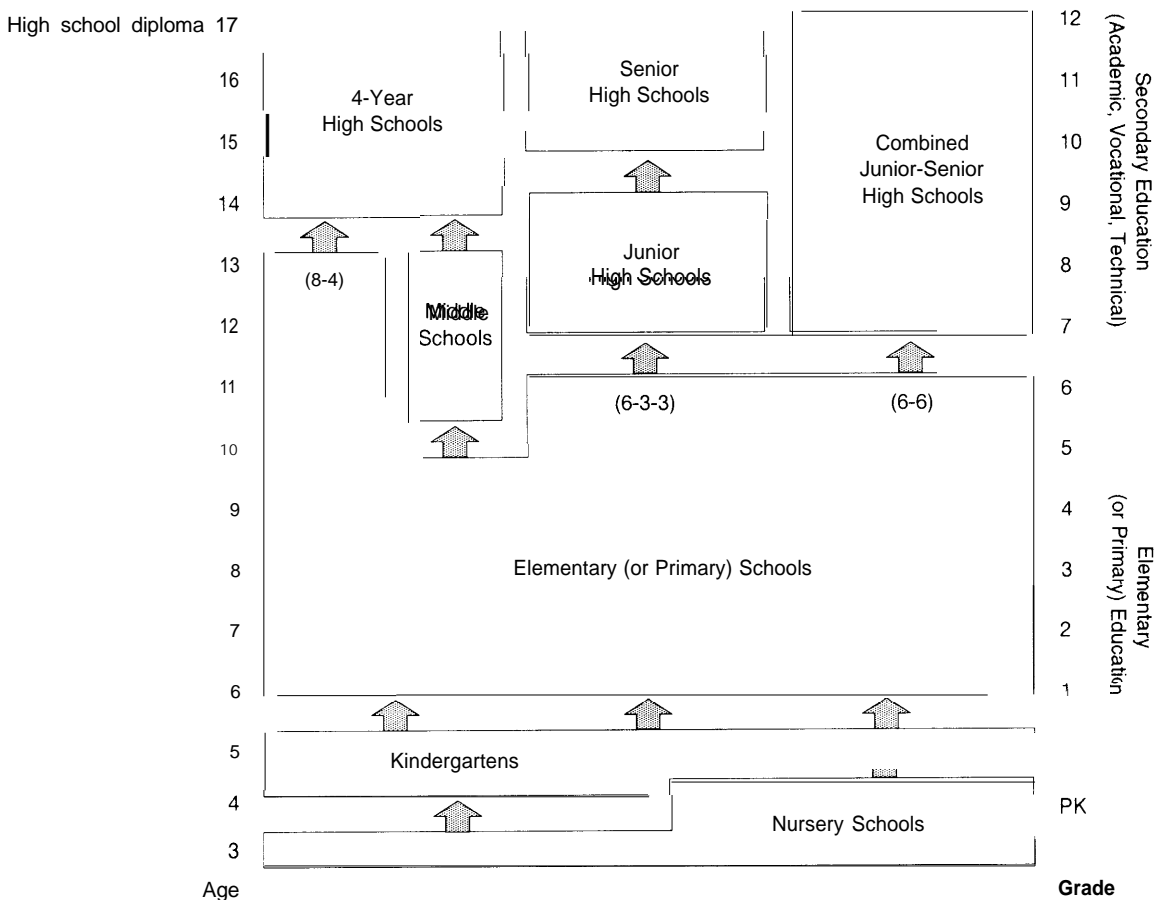 High school diploma 17
12
16
11
15
10
14
9
13
8
12
7
11
6
10
5
9
4
8
3
7
2
6
1
5
4
PK
3
Age
Grade
4-Year
High Schools
Senior
High Schools
Combined
Junior-Senior
High Schools
Junior
High Schools
(8-4)
Middle
Schools
(6-3-3)
(6-6)
Elementary (or Primary) Schools
Kindergartens
Nursery Schools
Secondary Education
(Academic, Vocational, Technical)
Elementary
(or Primary) Education